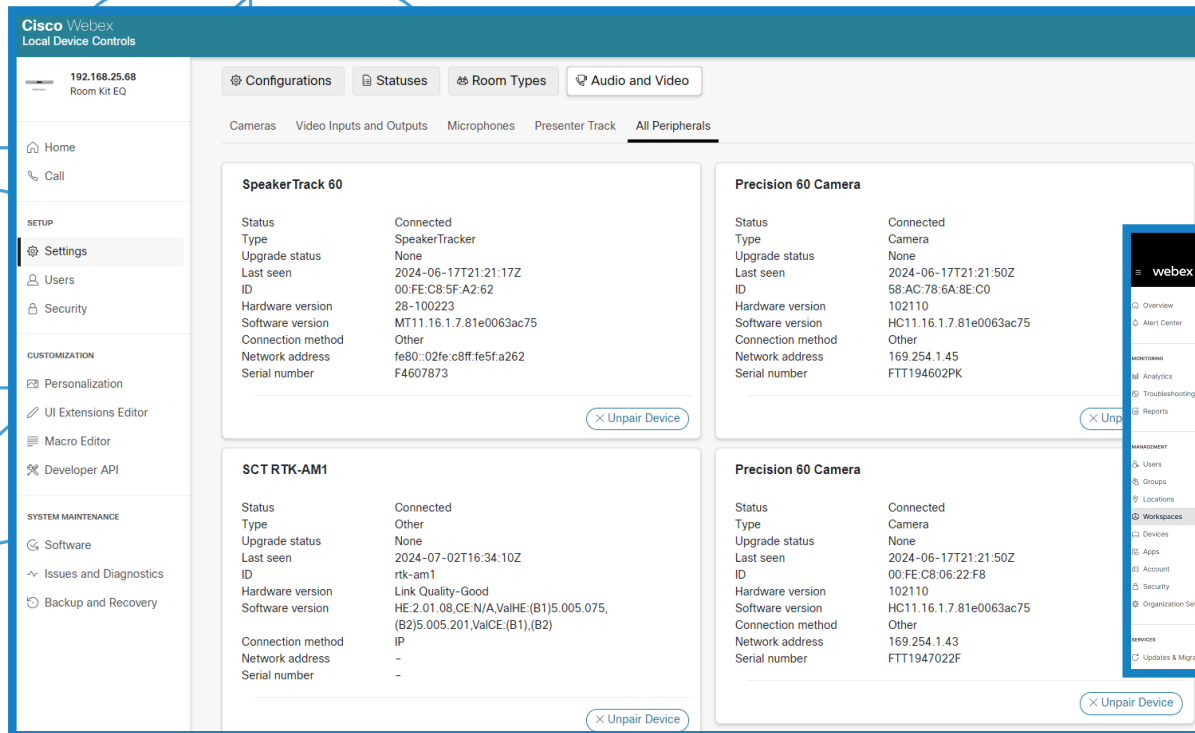 Cisco Webex
Local Device Controls
192.168.25.68
Room Kit EQ
Home
Call
SETUP
Settings
Users
Security
CUSTOMIZATION
Personalization
UI Extensions Editor
Macro Editor
Developer API
SYSTEM MAINTENANCE
Software
Issues and Diagnostics
Backup and Recovery
Configurations Statuses Room Types Audio and Video
Cameras Video Inputs and Outputs Microphones Presenter Track All Peripherals
SpeakerTrack 60
Status Connected
Type SpeakerTracker
Upgrade status None
Last seen 2024-06-17T21:21:17Z
ID 00:FE:C8:5F:A2:62
Hardware version 28-100223
Software version MT11.16.1.7.81e0063ac75
Connection method Other
Network address fe80::02fe:c8ff:fe5f:a262
Serial number F4607873
Unpair Device
Precision 60 Camera
Status Connected
Type Camera
Upgrade status None
Last seen 2024-06-17T21:21:50Z
ID 58:AC:78:6A:8E:C0
Hardware version 102110
Software version HC11.16.1.7.81e0063ac75
Connection method Other
Network address 169.254.1.45
Serial number FTT194602PK
Unp
SCT RTK-AM1
Status Connected
Type Other
Upgrade status None
Last seen 2024-07-02T16:34:10Z
ID rtk-am1
Hardware version Link Quality-Good
Software version HE:2.01.08,CE:N/A,ValHE:(B1)5.005.075,
(B2)5.005.201,ValCE:(B1),(B2)
Connection method IP
Network address -
Serial number -
Unpair Device
Precision 60 Camera
Status Connected
Type Camera
Upgrade status None
Last seen 2024-06-17T21:21:50Z
ID 00:FE:C8:06:22:F8
Hardware version 102110
Software version HC11.16.1.7.81e0063ac75
Connection method Other
Network address 169.254.1.43
Serial number FTT1947022F
Unpair Device
webex
Overview
Alert Center
MONITORING
Analytics
Troubleshooting
Reports
MANAGEMENT
Users
Groups
Locations
Workspaces
Devices
Apps
Account
Security
Organization Set
SERVICES
Updates & Migra